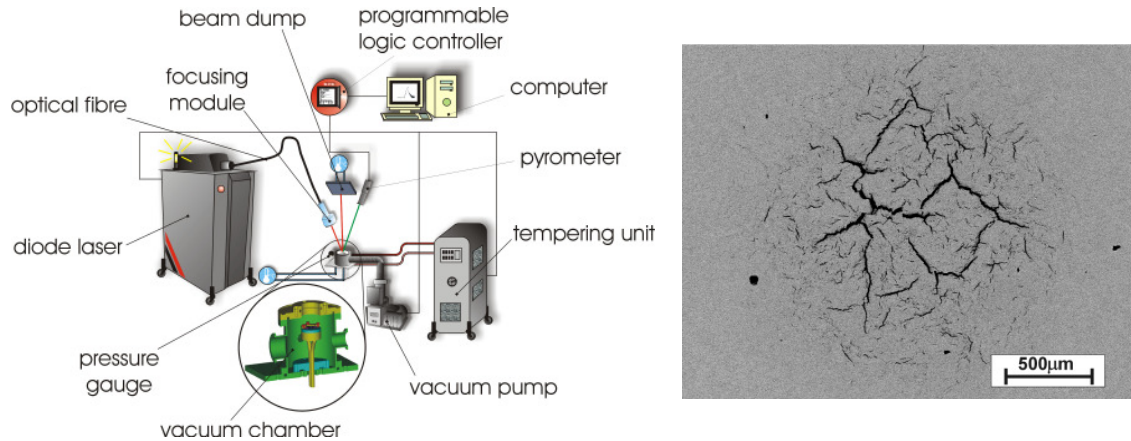 beam dump
programmable
logic controller
focusing
module
optical fibre
computer
pyrometer
diode laser
tempering unit
pressure
gauge
vacuum pump
vacuum chamber
500µm